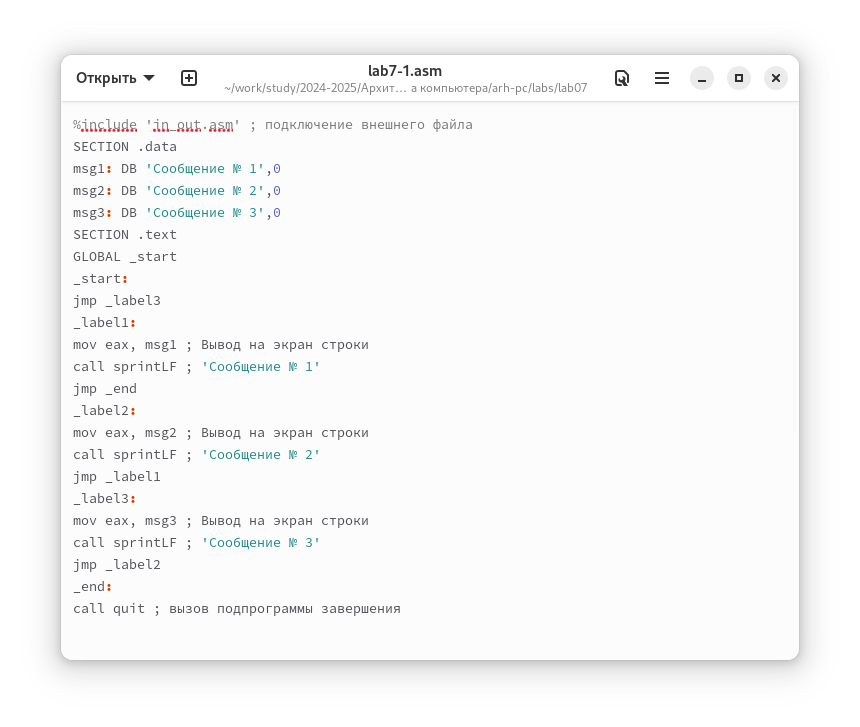 Открыть
lab7-1.asm
~/work/study/2024-2025/Архит… а компьютера/arh-pc/labs/lab07
%include 'in_out.asm' ; подключение внешнего файла
SECTION .data
msg1: DB 'Сообщение № 1',0
msg2: DB 'Сообщение № 2',0
msg3: DB 'Сообщение № 3',0
SECTION .text
GLOBAL _start
_start:
jmp _label3
_label1:
mov eax, msg1 ; Вывод на экран строки
call sprintLF ; 'Сообщение № 1'
jmp _end
_label2:
mov eax, msg2 ; Вывод на экран строки
call sprintLF ; 'Сообщение № 2'
jmp _label1
_label3:
mov eax, msg3 ; Вывод на экран строки
call sprintLF ; 'Сообщение № 3'
jmp _label2
_end:
call quit ; вызов подпрограммы завершения